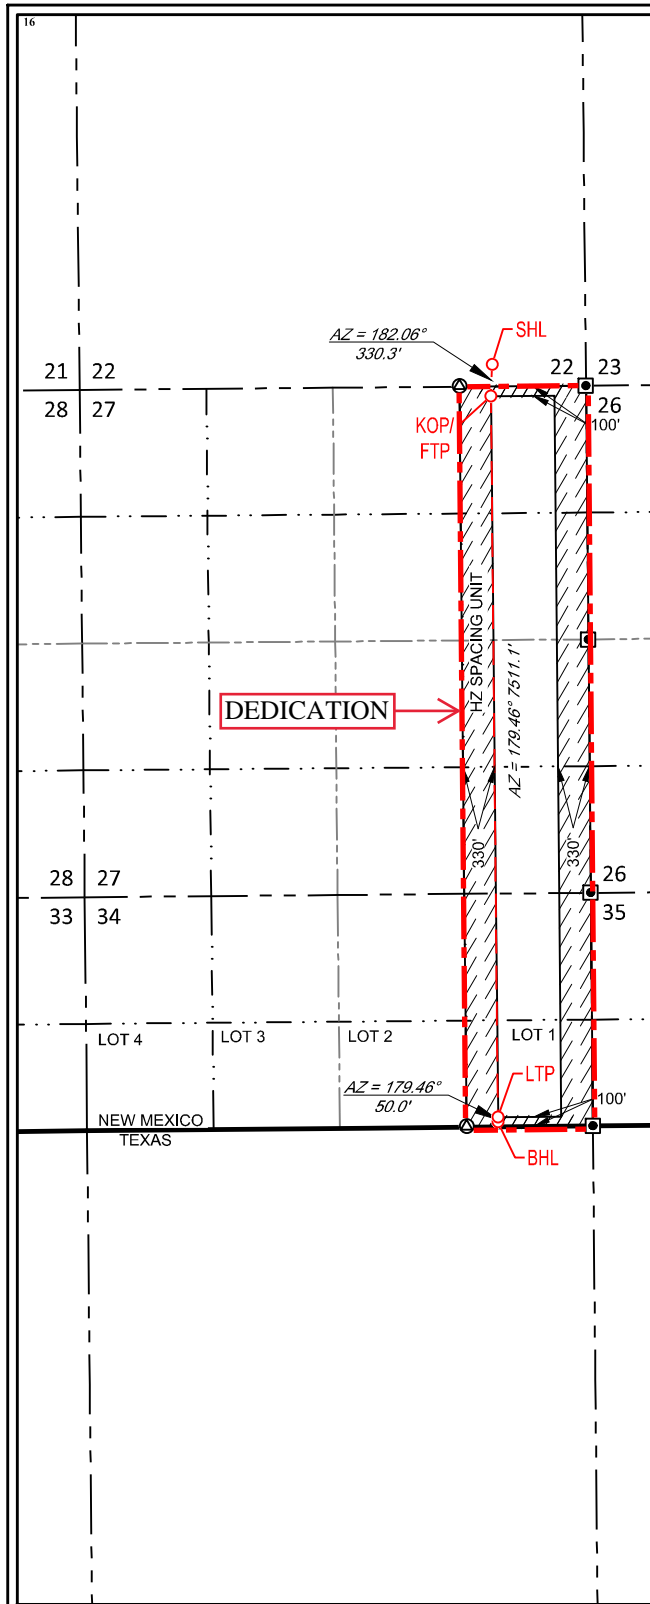 16
SHL
AZ = 182.06°
330.3'
21 22
22 23
28 27
26
KOP/
FTP
100'
HZ SPACING UNIT
AZ = 179.46° 7511.1'
DEDICATION
330'
330'
28 27
26
33 34
35
LOT 4
LOT 3
LOT 2
LOT 1
LTP
AZ = 179.46°
50.0'
100'
NEW MEXICO
TEXAS
BHL